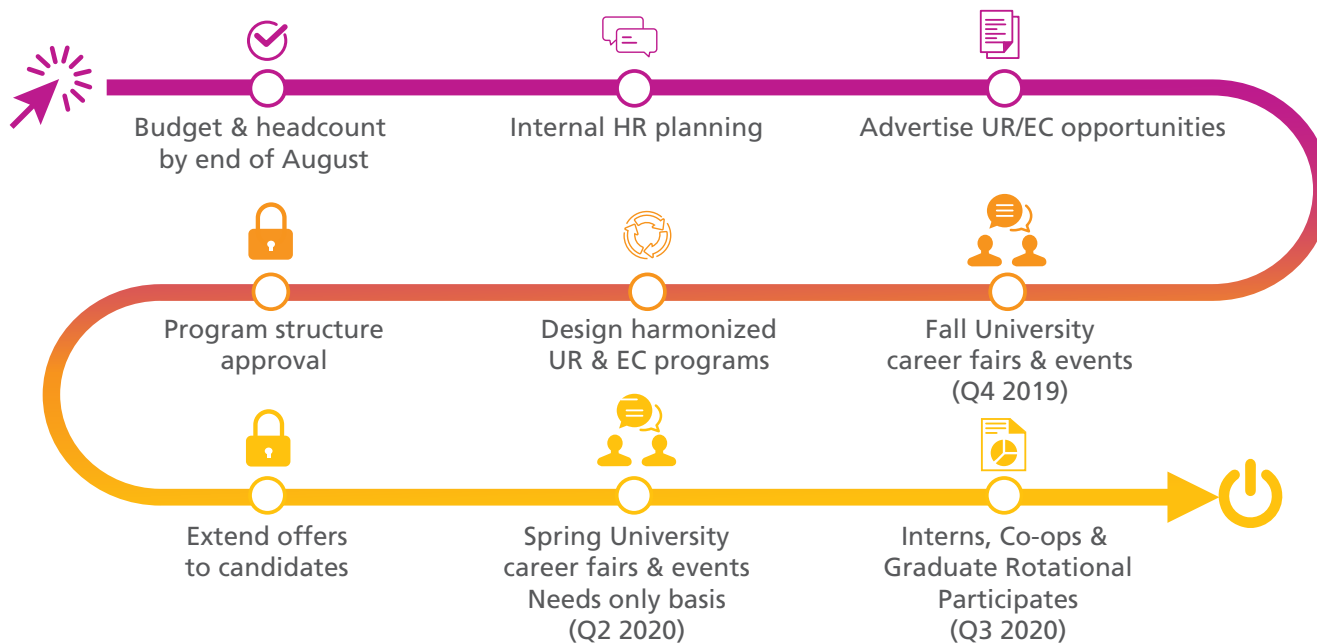 Budget & headcount
by end of August
Internal HR planning
Advertise UR/EC opportunities
Program structure
approval
Design harmonized
UR & EC programs
Fall University
career fairs & events
(Q4 2019)
Extend offers
to candidates
Spring University
career fairs & events
Needs only basis
(Q2 2020)
Interns, Co-ops &
Graduate Rotational
Participates
(Q3 2020)